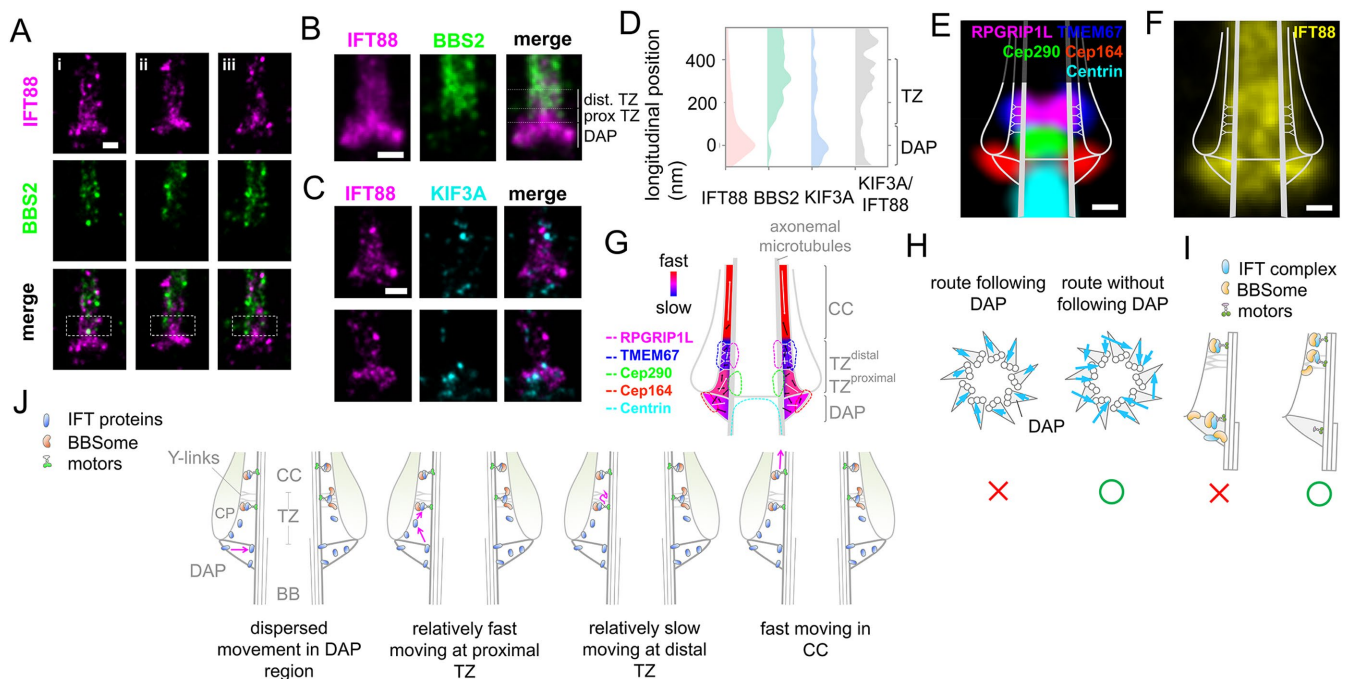 A
i
ii
iii
IFT88
BBS2
merge
B
IFT88 BBS2 merge
dist. TZ
prox TZ
DAP
C
IFT88 KIF3A merge
D
longitudinal position
(nm)
400
200
0
TZ
DAP
IFT88 BBS2 KIF3A KIF3A/
IFT88
E
RPGRIP1L TMEM67
Cep290 Cep164
Centrin
F
IFT88
G
axonemal
microtubules
fast
slow
RPGRIP1L
TMEM67
Cep290
Cep164
Centrin
CC
TZdistal
TZproximal
DAP
H
route following
DAP
route without
following DAP
DAP
I
IFT complex
BBSome
motors
J
IFT proteins
BBSome
motors
Y-links
CC
CP
TZ
DAP
BB
dispersed
movement in DAP
region
relatively fast
moving at proximal
TZ
relatively slow
moving at distal
TZ
fast moving in
CC